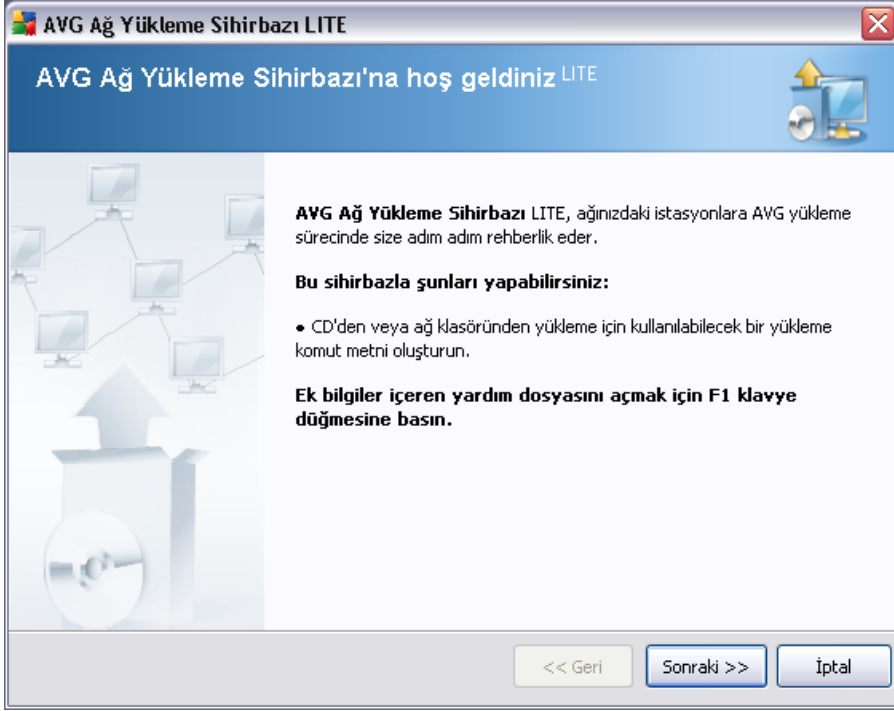 AVG Ağ Yükleme Sihirbazı LITE
AVG Ağ Yükleme Sihirbazı'na hoş geldiniz LITE
AVG Ağ Yükleme Sihirbazı LITE, ağınızdaki istasyonlara AVG yükleme
sürecinde size adım adım rehberlik eder.
Bu sihirbazla şunları yapabilirsiniz:
• CD'den veya ağ klasöründen yükleme için kullanılabilecek bir yükleme
komut metni oluşturun.
Ek bilgiler içeren yardım dosyasını açmak için F1 klavye
düğmesine basın.
<< Geri
Sonraki >>
İptal